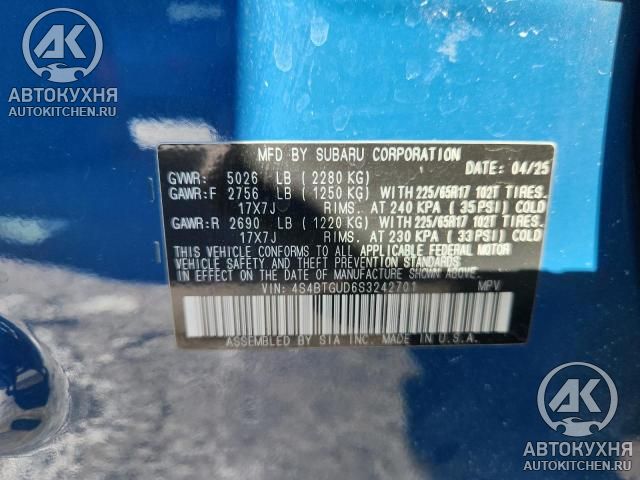 AK
АВТОКУХНЯ
AUTOKITCHEN.RU
MFD BY SUBARU CORPORATION
GVWR: 5026 LB (2280 KG) DATE: 04/25
GAWR:F 2756 LB (1250 KG) WITH 225/65R17 102T TIRES.
17X7J RIMS. AT 240 KPA (35 PSI) COLD
GAWR:R 2690 LB (1220 KG) WITH 225/65R17 102T TIRES.
17X7J RIMS. AT 230 KPA (33 PSI) COLD
THIS VEHICLE CONFORMS TO ALL APPLICABLE FEDERAL MOTOR
VEHICLE SAFETY, BUMPER, AND THEFT PREVENTION STANDARDS
IN EFFECT ON THE DATE OF MANUFACTURE SHOWN ABOVE.
VIN: 4S4BTGUD6S3242701 MPV
ASSEMBLED BY SIA INC. MADE IN U.S.A.
AK
АВТОКУХНЯ
AUTOKITCHEN.RU